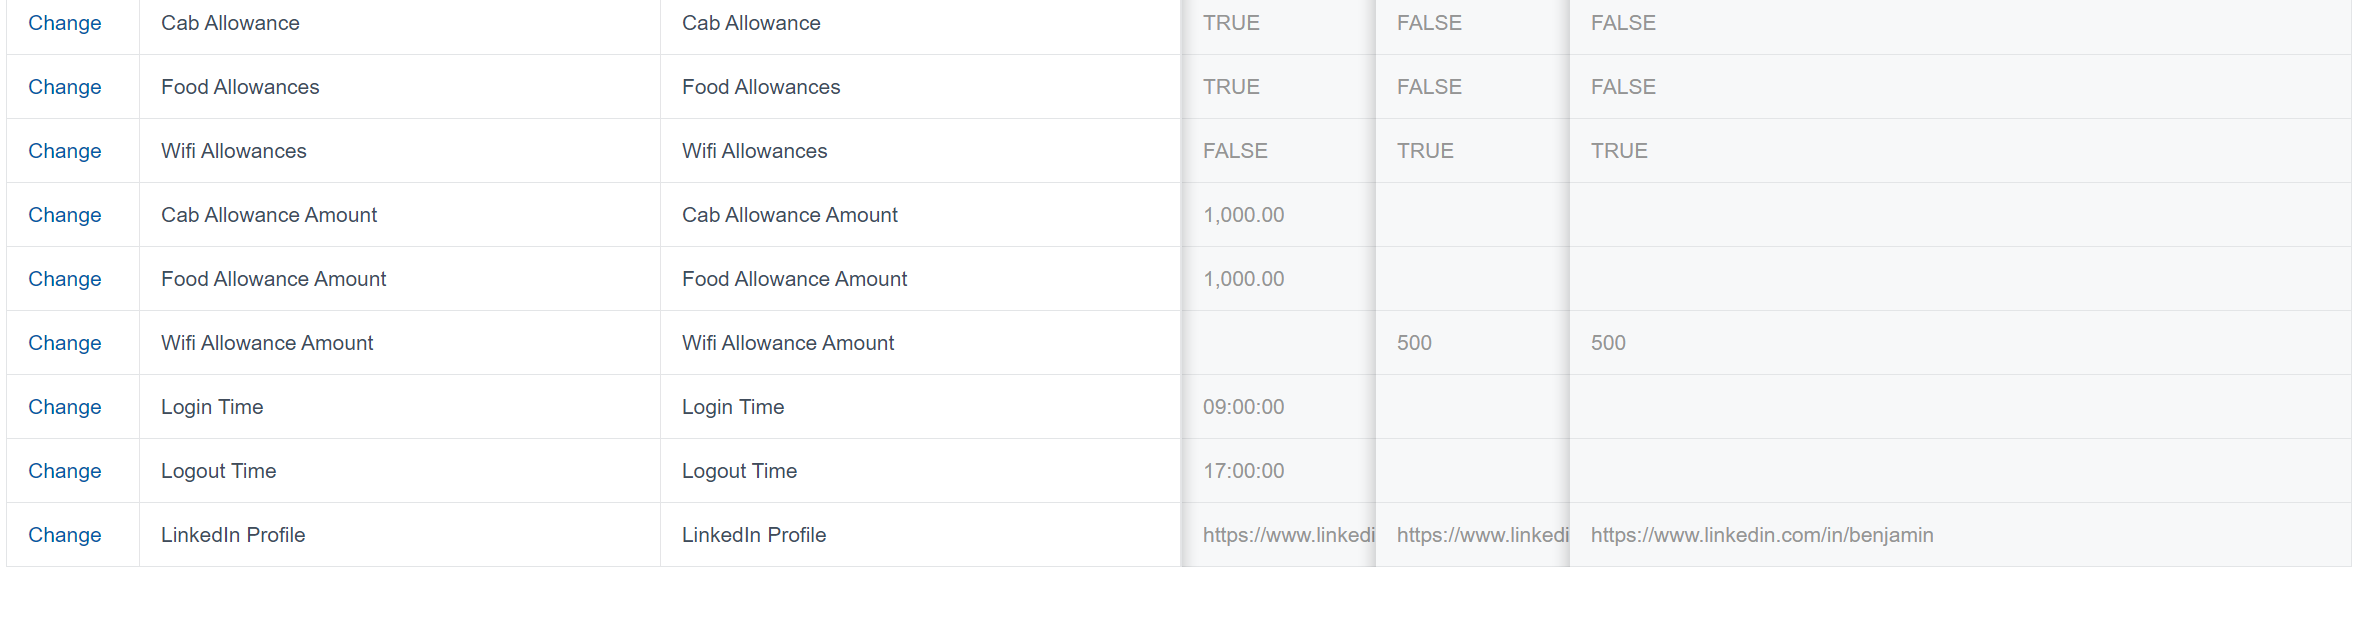 Change Cab Allowance Cab Allowance TRUE FALSE FALSE
Change Food Allowances Food Allowances TRUE FALSE FALSE
Change Wifi Allowances Wifi Allowances FALSE TRUE TRUE
Change Cab Allowance Amount Cab Allowance Amount 1,000.00
Change Food Allowance Amount Food Allowance Amount 1,000.00
Change Wifi Allowance Amount Wifi Allowance Amount 500 500
Change Login Time Login Time 09:00:00
Change Logout Time Logout Time 17:00:00
Change LinkedIn Profile LinkedIn Profile https://www.linkedi https://www.linkedi https://www.linkedin.com/in/benjamin